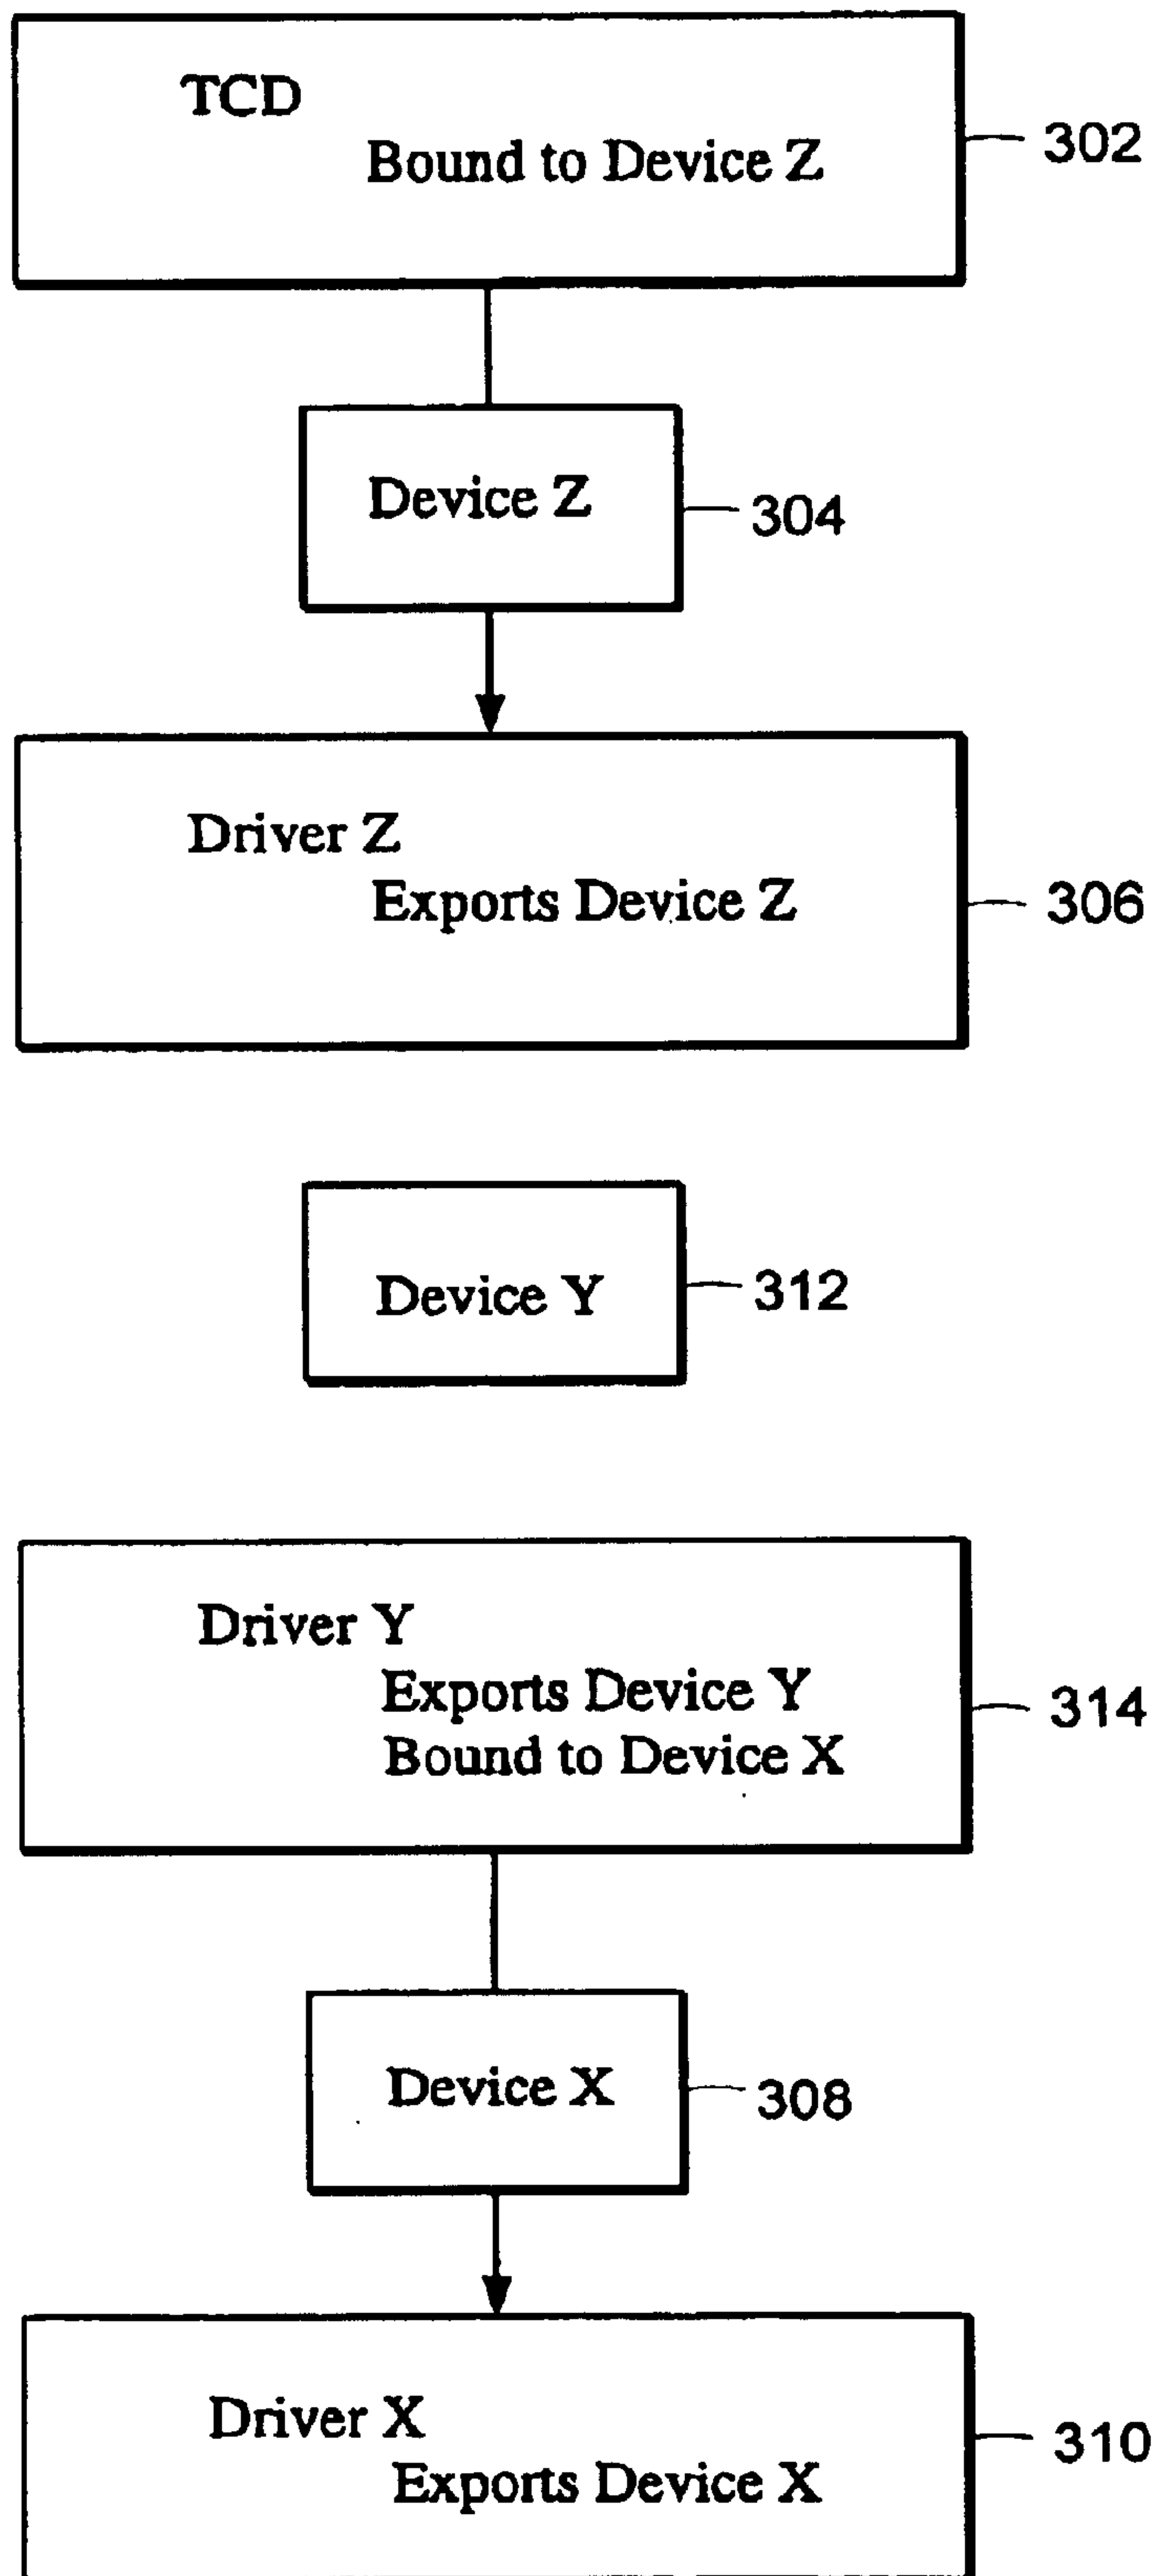 TCD
Bound to Device Z
302
Device Z
304
Driver Z
Exports Device Z
306
Device Y
312
Driver Y
Exports Device Y
Bound to Device X
314
Device X
308
Driver X
Exports Device X
310